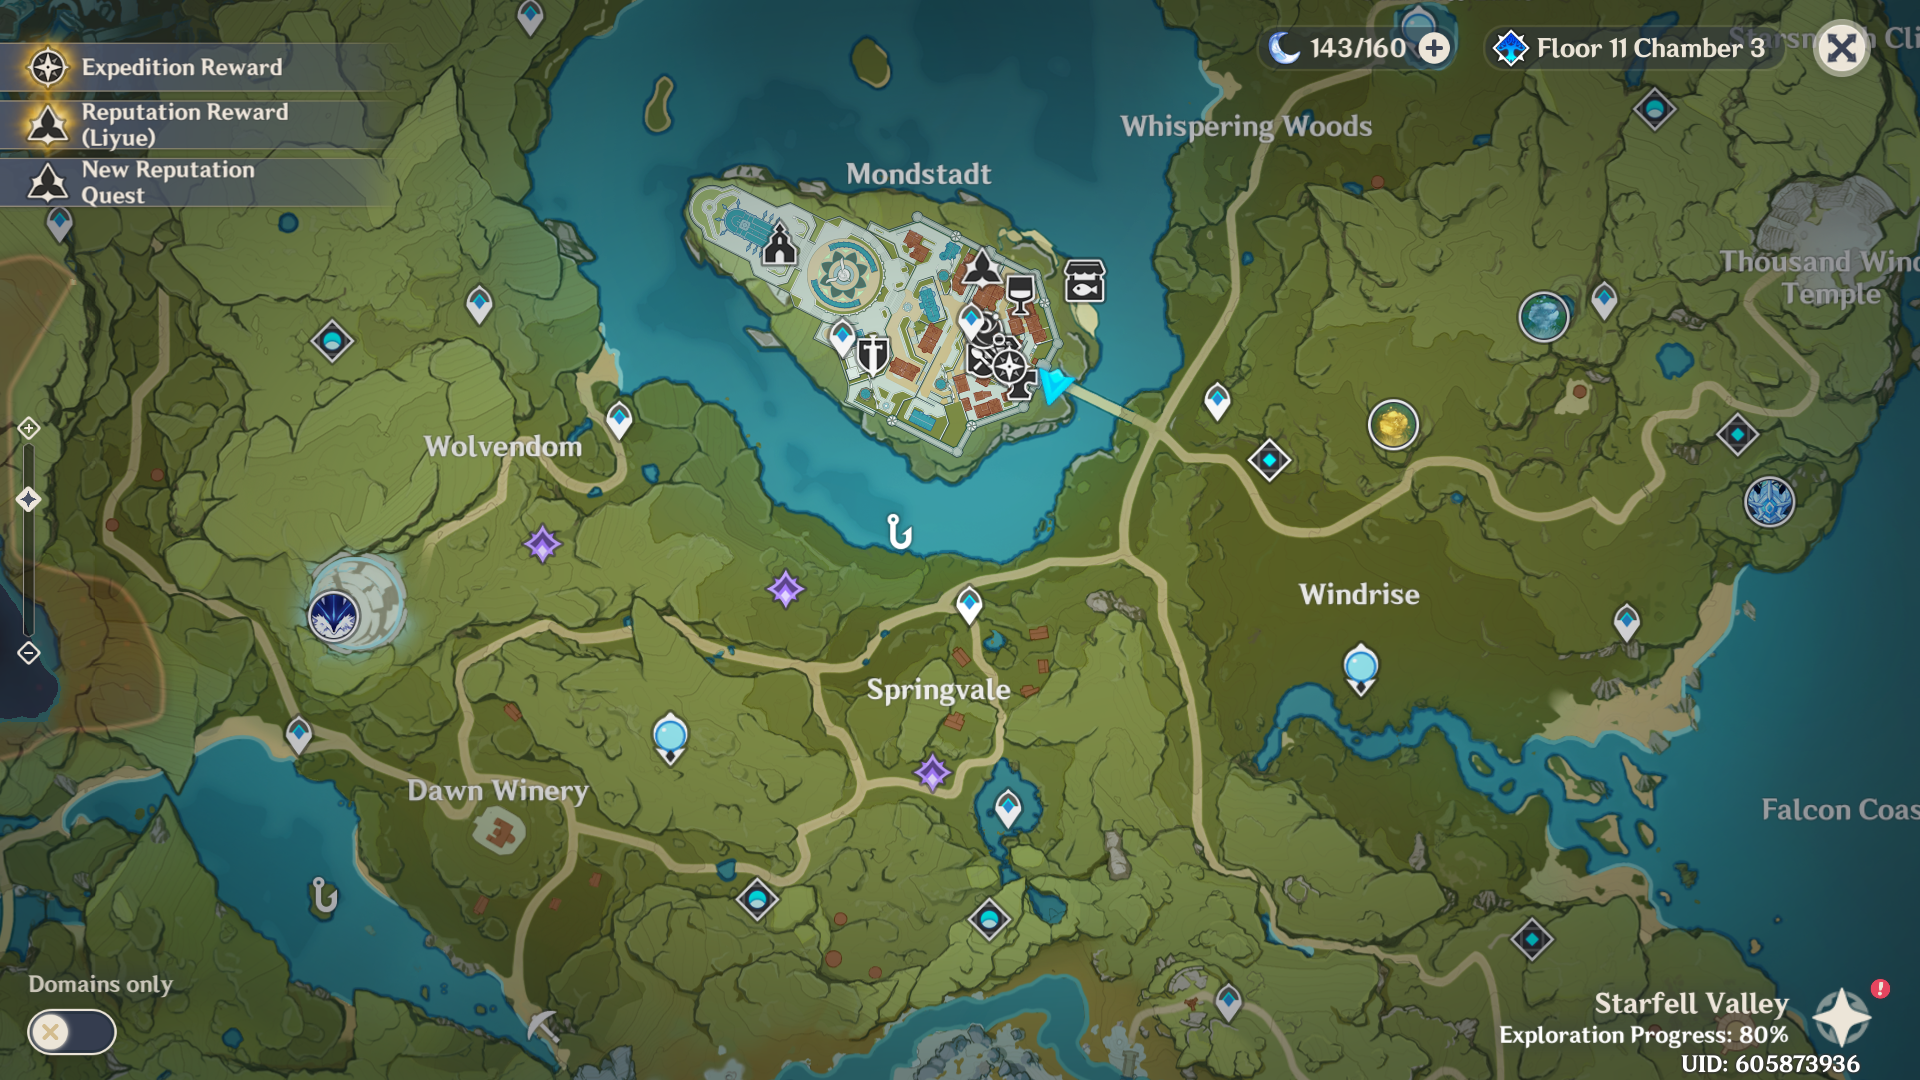 Expedition Reward
Reputation Reward
(Liyue)
New Reputation
Quest
143/160
Floor 11 Chamber 3
Whispering Woods
Mondstadt
Thousand Wind
Temple
Wolvendom
Windrise
Springvale
Dawn Winery
Falcon Coas
Domains only
Starfell Valley
Exploration Progress: 80%
UID: 605873936